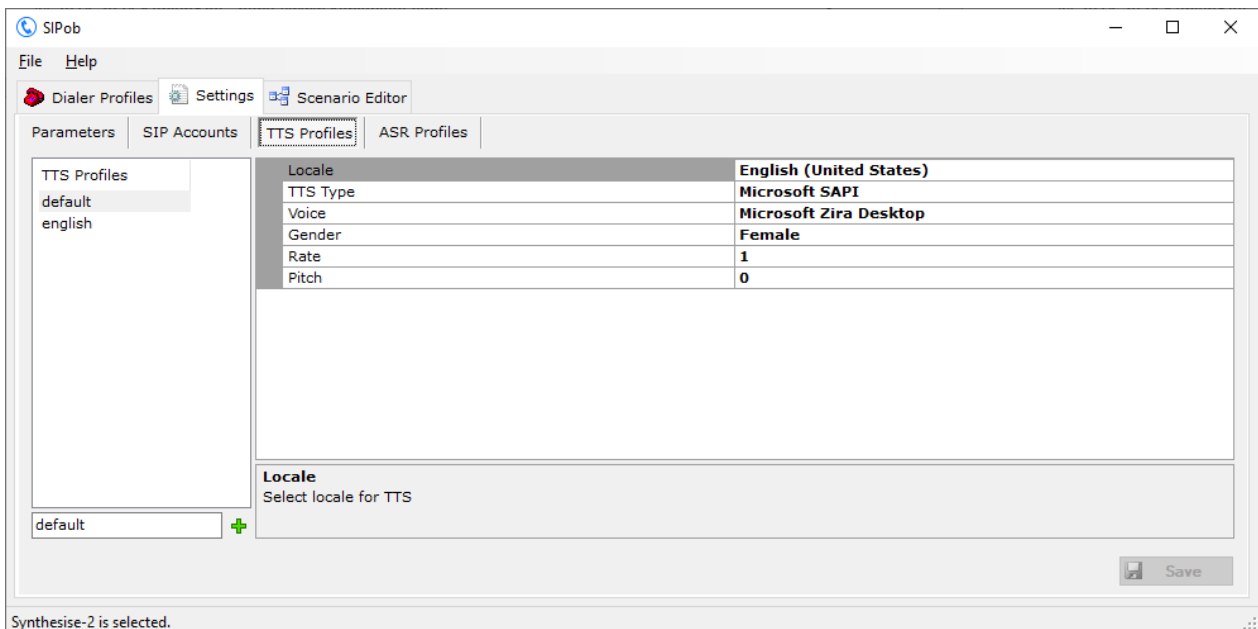 SIPob
File Help
Dialer Profiles Settings Scenario Editor
Parameters SIP Accounts TTS Profiles ASR Profiles
TTS Profiles
default
english
Locale English (United States)
TTS Type Microsoft SAPI
Voice Microsoft Zira Desktop
Gender Female
Rate 1
Pitch 0
Locale
Select locale for TTS
default
Save
Synthesise-2 is selected.